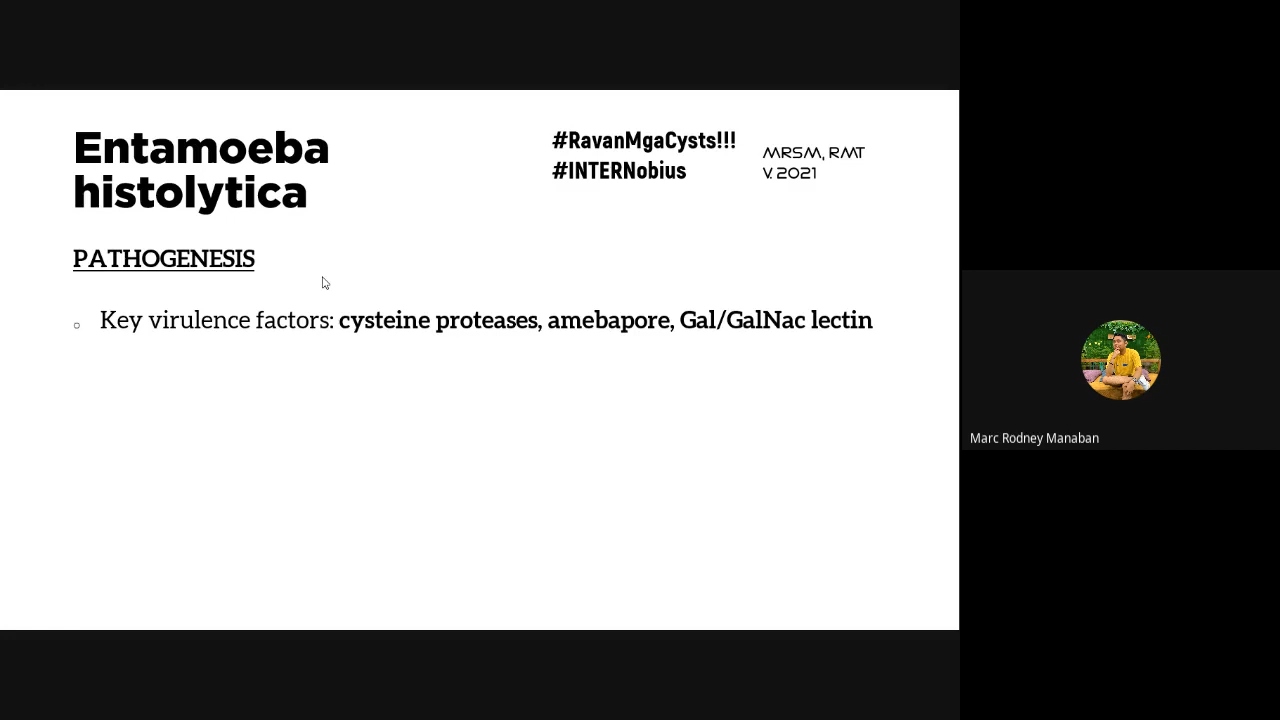 Entamoeba
histolytica
#RavanMgaCysts!!!
#INTERNobius
MRSM, RMT
V. 2021
PATHOGENESIS
Key virulence factors: cysteine proteases, amebapore, Gal/GalNac lectin
Marc Rodney Manaban